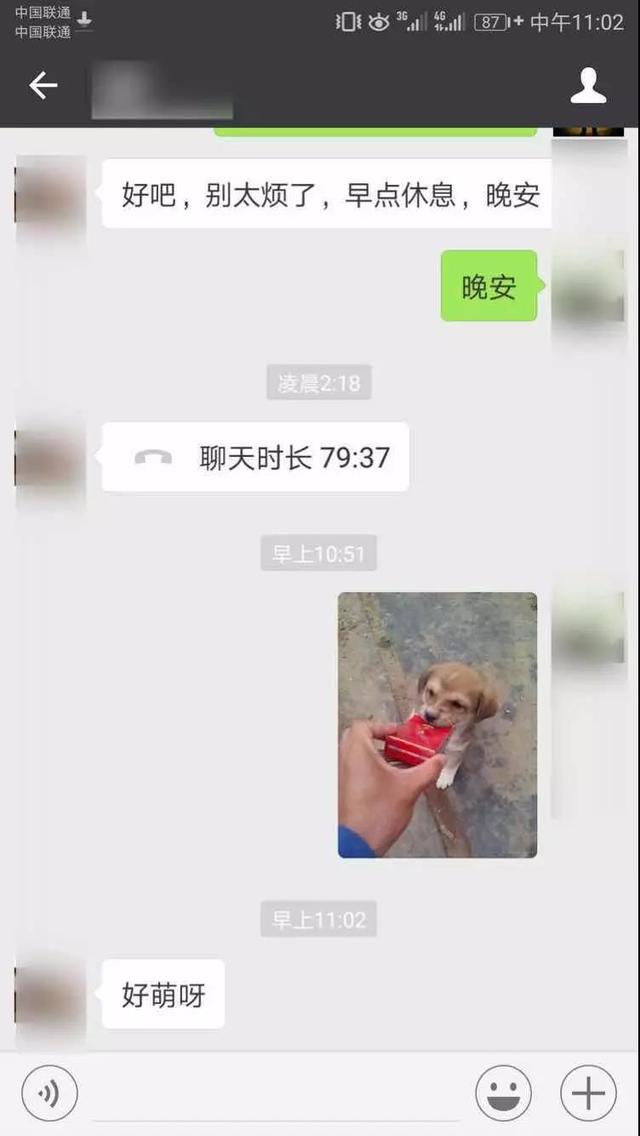 中国联通
中国联通
3G 4G 87 中午11:02
好吧，别太烦了，早点休息，晚安
晚安
凌晨2:18
聊天时长 79:37
早上10:51
早上11:02
好萌呀